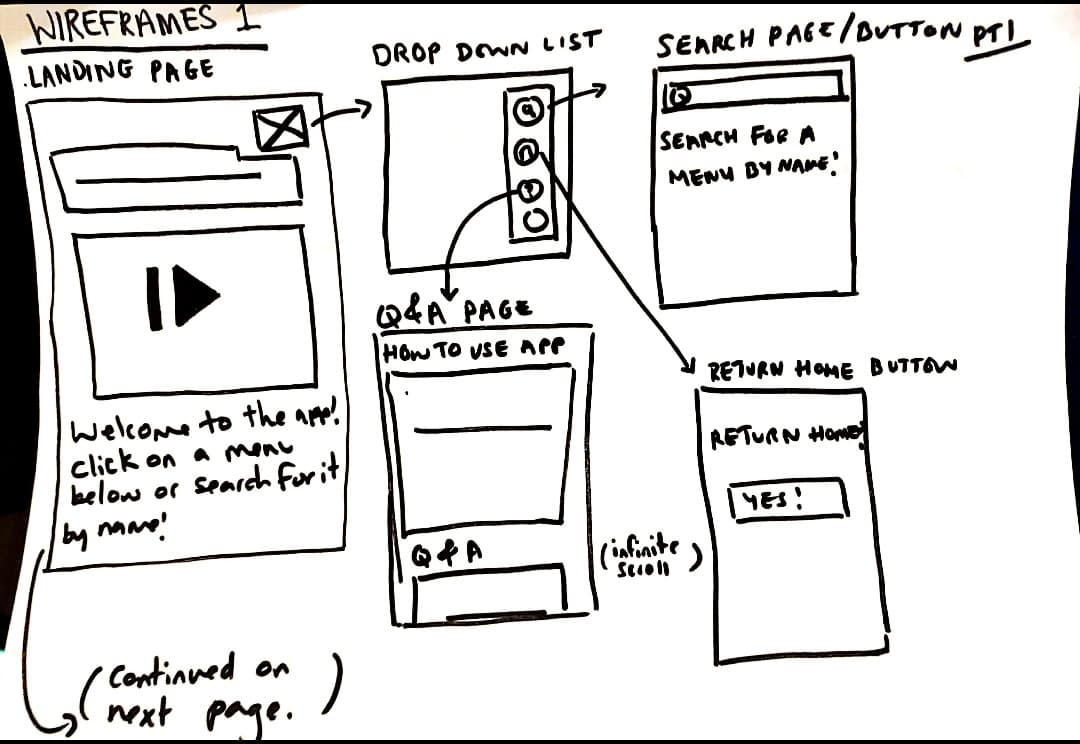 WIREFRAMES 1
.LANDING PAGE
Welcome to the app!
click on a menu
below or search for it
by name!
(continued on
next page. )
DROP DOWN LIST
Q&A PAGE
HOW TO USE APP
Q & A
(infinite
scroll)
SEARCH PAGE/BUTTON PT1
SEARCH FOR A
MENU BY NAME!
RETURN HOME BUTTON
RETURN HOME!
YES!